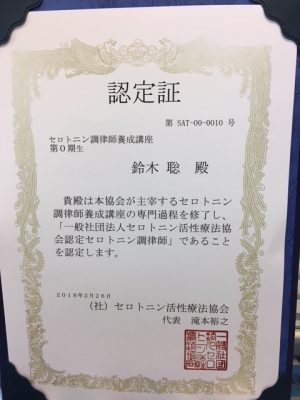 認定証
第 SAT-00-0010 号
セロトニン調律師養成講座
第０期生
鈴木 聡 殿
貴殿は本協会が主宰するセロトニン
調律師養成講座の専門過程を修了し、
「一般社団法人セロトニン活性療法協
会認定セロトニン調律師」であること
を認定します。
2018年2月26日
（社）セロトニン活性療法協会
代表 滝本裕之